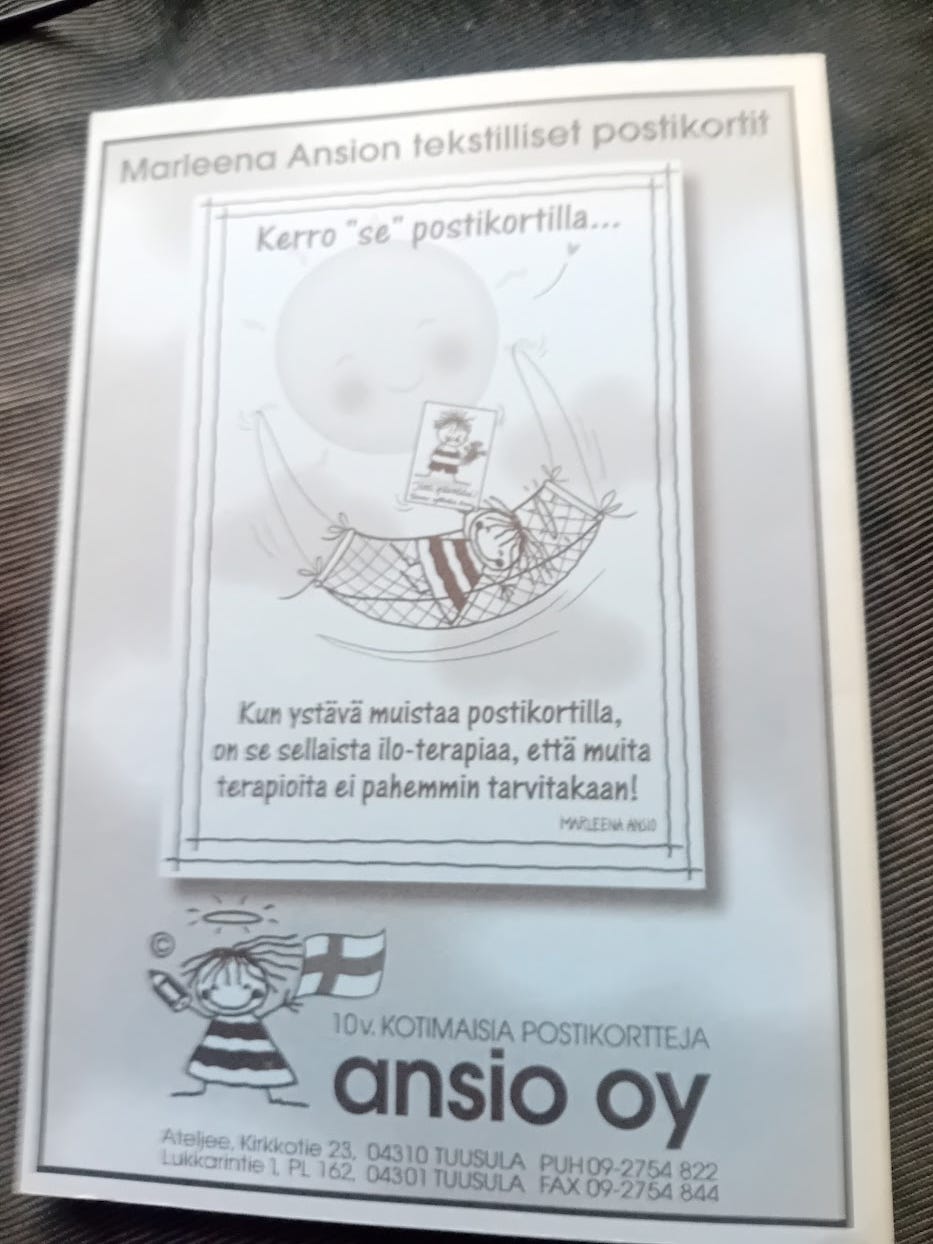 Marleena Ansion tekstilliset postikortit
Kerro "se" postikortilla...
Kun ystävä muistaa postikortilla,
on se sellaista ilo-terapiaa, että muita
terapioita ei pahemmin tarvitakaan!
MARLEENA ANSIO
©
10v. KOTIMAISIA POSTIKORTTEJA
ansio oy
Ateljee, Kirkkotie 23, 04310 TUUSULA PUH 09-2754 822
Lukkarintie 1, PL 162, 04301 TUUSULA FAX 09-2754 844